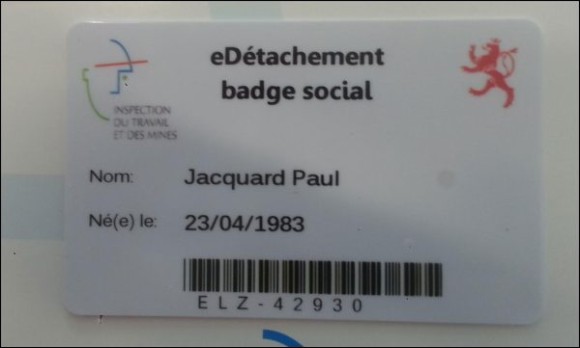 eDétachement
badge social
INSPECTION
DU TRAVAIL
ET DES MINES
Nom: Jacquard Paul
Né(e) le: 23/04/1983
ELZ-42930